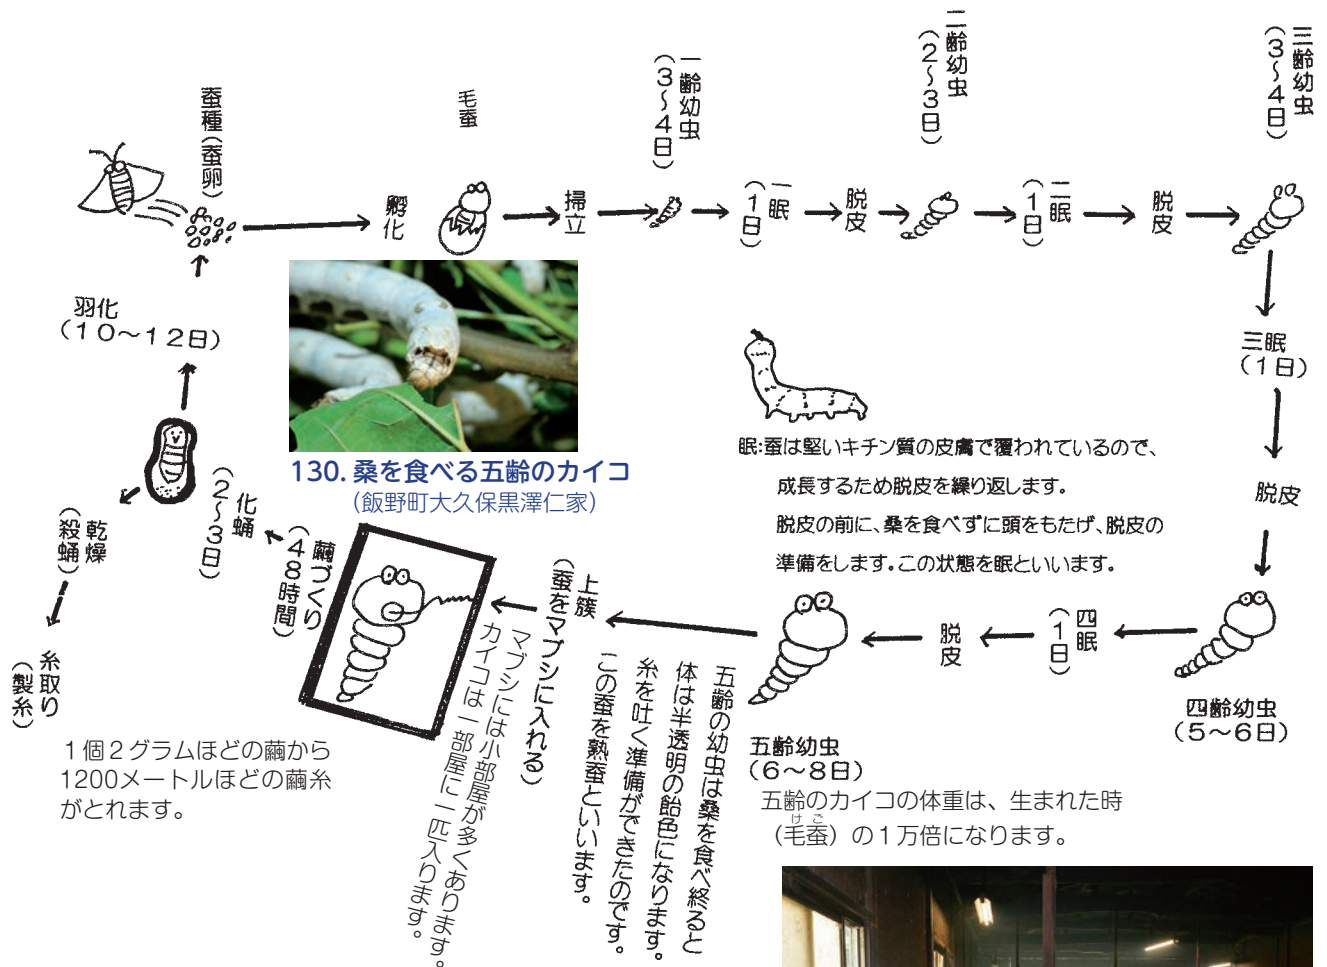 蚕種(蚕卵)
孵化
毛蚕
掃立
一齢幼虫
(3〜4日)
一眠
(1日)
脱皮
二齢幼虫
(2〜3日)
二眠
(1日)
脱皮
三齢幼虫
(3〜4日)
三眠
(1日)
脱皮
四齢幼虫
(5〜6日)
四眠
(1日)
脱皮
五齢幼虫
(6〜8日)
五齢のカイコの体重は、生まれた時
(毛蚕)の1万倍になります。
けご
眠:蚕は堅いキチン質の皮膚で覆われているので、
成長するため脱皮を繰り返します。
脱皮の前に、桑を食べずに頭をもたげ、脱皮の
準備をします。この状態を眠といいます。
五齢の幼虫は桑を食べ終ると
体は半透明の飴色になります。
糸を吐く準備ができたのです。
この蚕を熟蚕といいます。
上簇
(蚕をマブシに入れる)
マブシには小部屋が多くあります。
カイコは一部屋に一匹入ります。
繭づくり
(48時間)
化蛹
(2〜3日)
羽化
(10〜12日)
乾燥
(殺蛹)
糸取り
(製糸)
1個2グラムほどの繭から
1200メートルほどの繭糸
がとれます。
130. 桑を食べる五齢のカイコ
(飯野町大久保黒澤仁家)